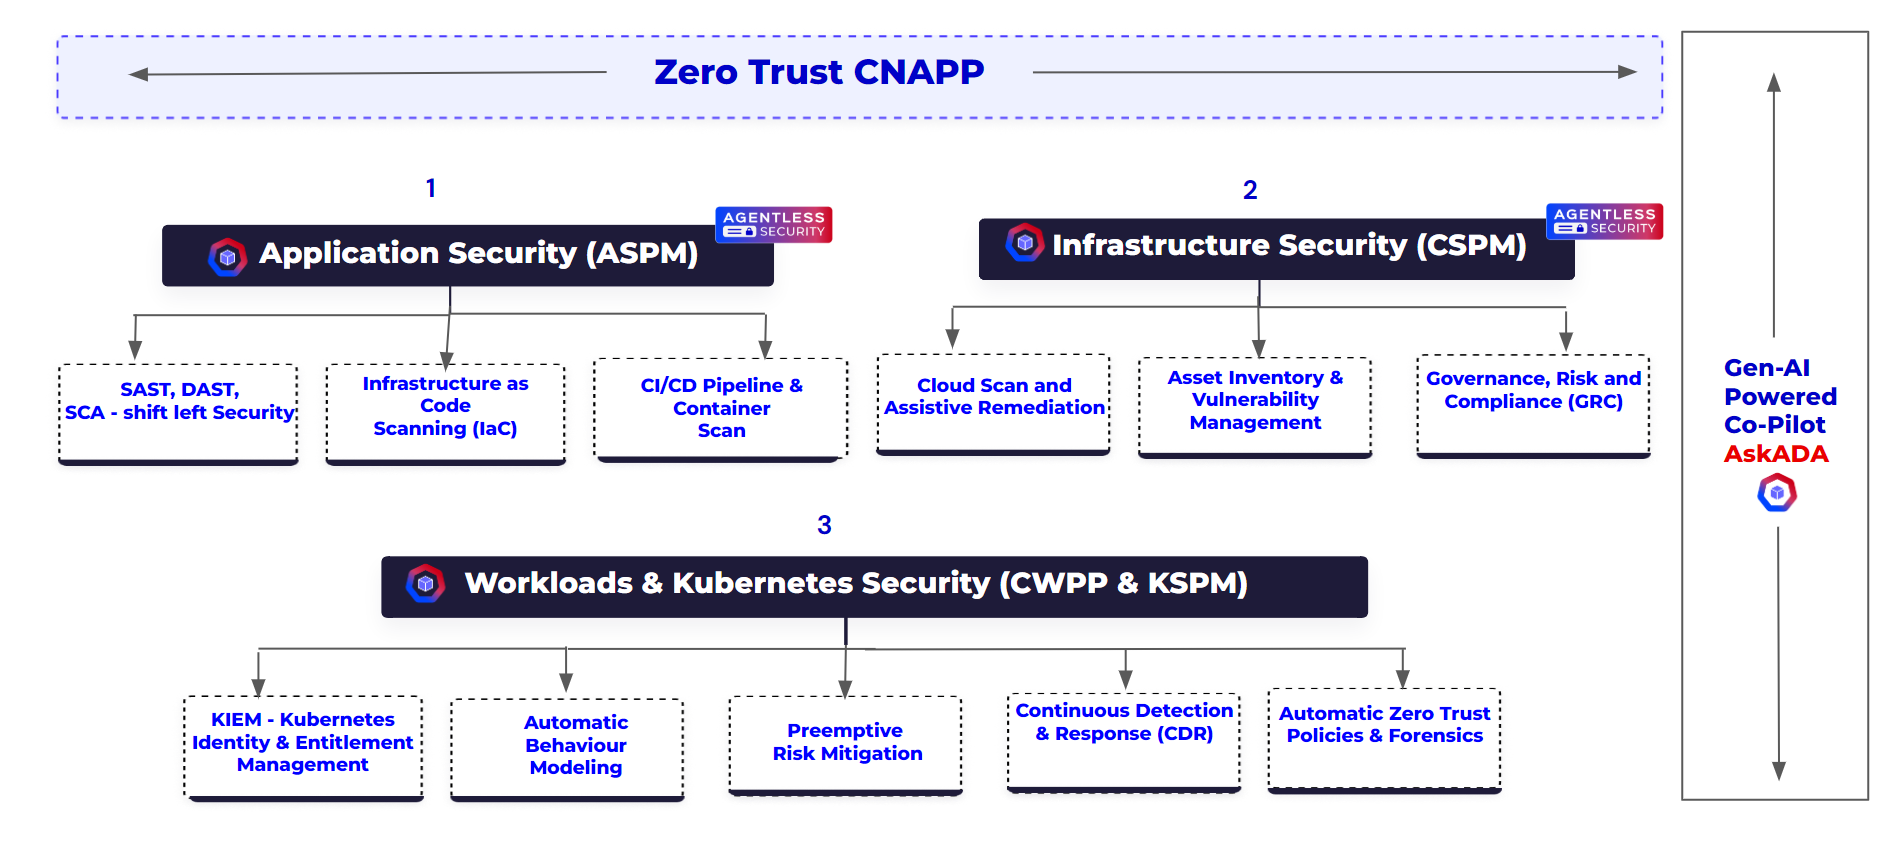 Zero Trust CNAPP
1
AGENTLESS
SECURITY
Application Security (ASPM)
SAST, DAST,
SCA - shift left Security
Infrastructure as
Code
Scanning (IaC)
CI/CD Pipeline &
Container
Scan
2
AGENTLESS
SECURITY
Infrastructure Security (CSPM)
Cloud Scan and
Assistive Remediation
Asset Inventory &
Vulnerability
Management
Governance, Risk and
Compliance (GRC)
3
Workloads & Kubernetes Security (CWPP & KSPM)
KIEM - Kubernetes
Identity & Entitlement
Management
Automatic
Behaviour
Modeling
Preemptive
Risk Mitigation
Continuous Detection
& Response (CDR)
Automatic Zero Trust
Policies & Forensics
Gen-AI
Powered
Co-Pilot
AskADA